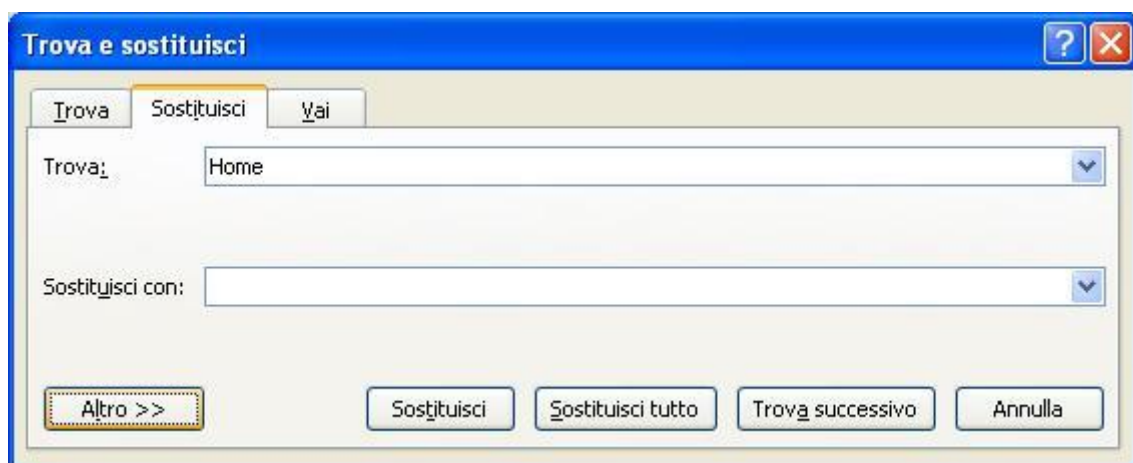 Trova e sostituisci
Trova Sostituisci Vai
Trova: Home
Sostituisci con:
Altro >> Sostituisci Sostituisci tutto Trova successivo Annulla